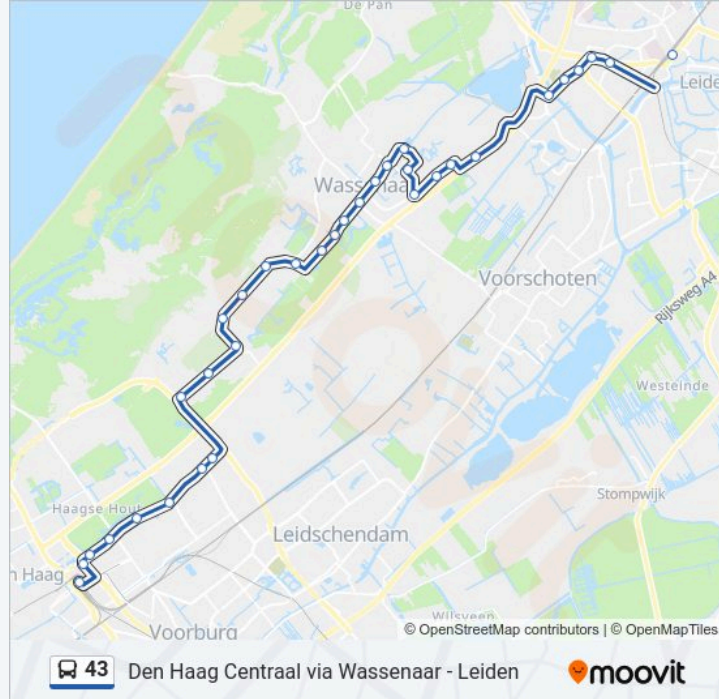 De Pan
Leide
Wassenaar
Voorschoten
Rijksweg A4
Westeinde
Stompwijk
Haagse Hout
Leidschendam
n Haag
Wilsveen
Voorburg
© OpenStreetMap contributors | © OpenMapTiles
43 Den Haag Centraal via Wassenaar - Leiden moovit